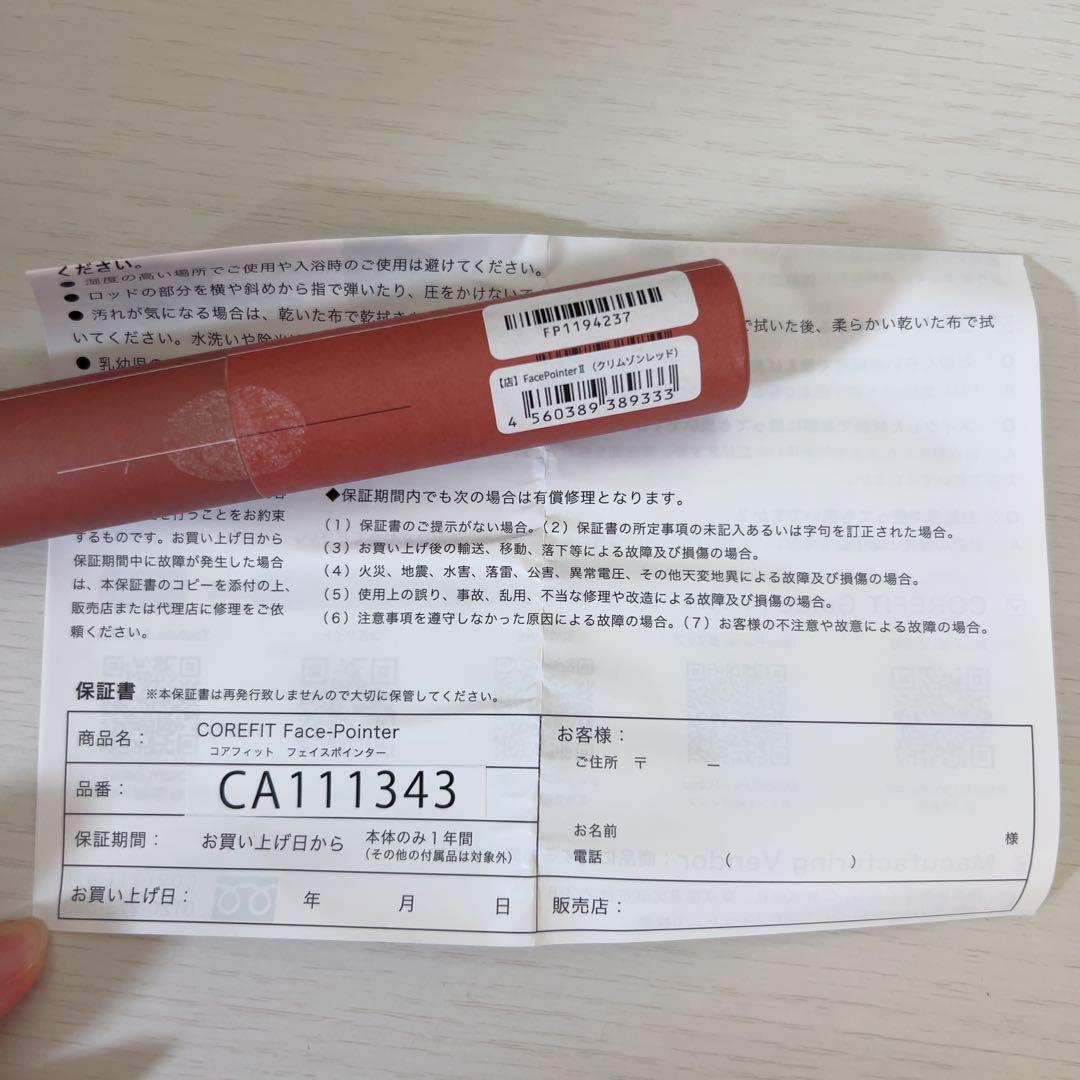 ください。
● 湿度の高い場所でご使用や入浴時のご使用は避けてください。
● ロッドの部分を横や斜めから指で弾いたり、圧をかけないで
● 汚れが気になる場合は、乾いた布で乾拭き
で拭いた後、柔らかい乾いた布で拭
いてください。水洗いや除光
● 乳幼児の
FP1194237
【店】FacePointerⅡ（クリムゾンレッド）
4 560389 389333
行うことをお約束
するものです。お買い上げ日から
保証期間中に故障が発生した場合
は、本保証書のコピーを添付の上、
販売店または代理店に修理をご依
頼ください。
◆保証期間内でも次の場合は有償修理となります。
（1）保証書のご提示がない場合。（2）保証書の所定事項の未記入あるいは字句を訂正された場合。
（3）お買い上げ後の輸送、移動、落下等による故障及び損傷の場合。
（4）火災、地震、水害、落雷、公害、異常電圧、その他天変地異による故障及び損傷の場合。
（5）使用上の誤り、事故、乱用、不当な修理や改造による故障及び損傷の場合。
（6）注意事項を遵守しなかった原因による故障の場合。（7）お客様の不注意や故意による故障の場合。
保証書 ※本保証書は再発行致しませんので大切に保管してください。
商品名： COREFIT Face-Pointer
コアフィット フェイスポインター
品番： CA111343
保証期間： お買い上げ日から 本体のみ１年間
（その他の付属品は対象外）
お買い上げ日： 年 月 日
お客様：
ご住所 〒 －
お名前 様
電話 （ ）
販売店：